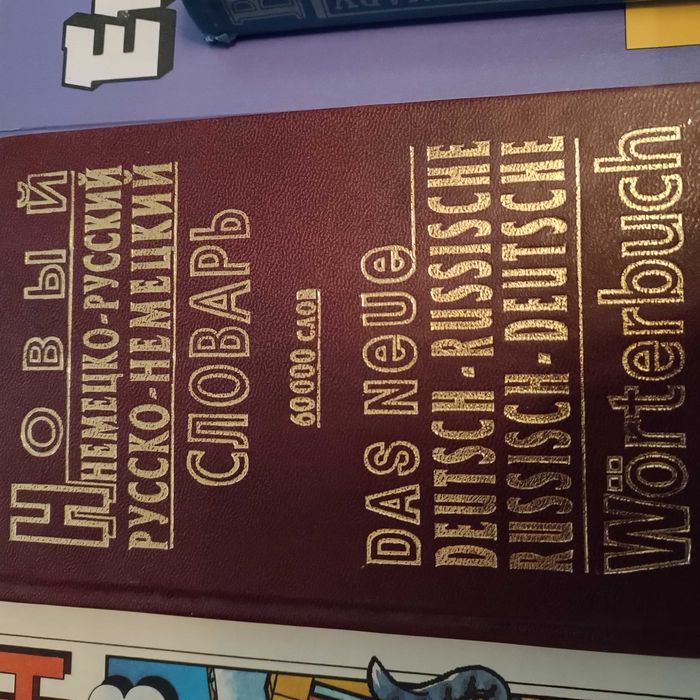 Новый
НЕМЕЦКО-РУССКИЙ
РУССКО-НЕМЕЦКИЙ
СЛОВАРЬ
60000 СЛОВ
DAS NEUE
DEUTSCH-RUSSISCHE
RUSSISCH-DEUTSCHE
Wörterbuch